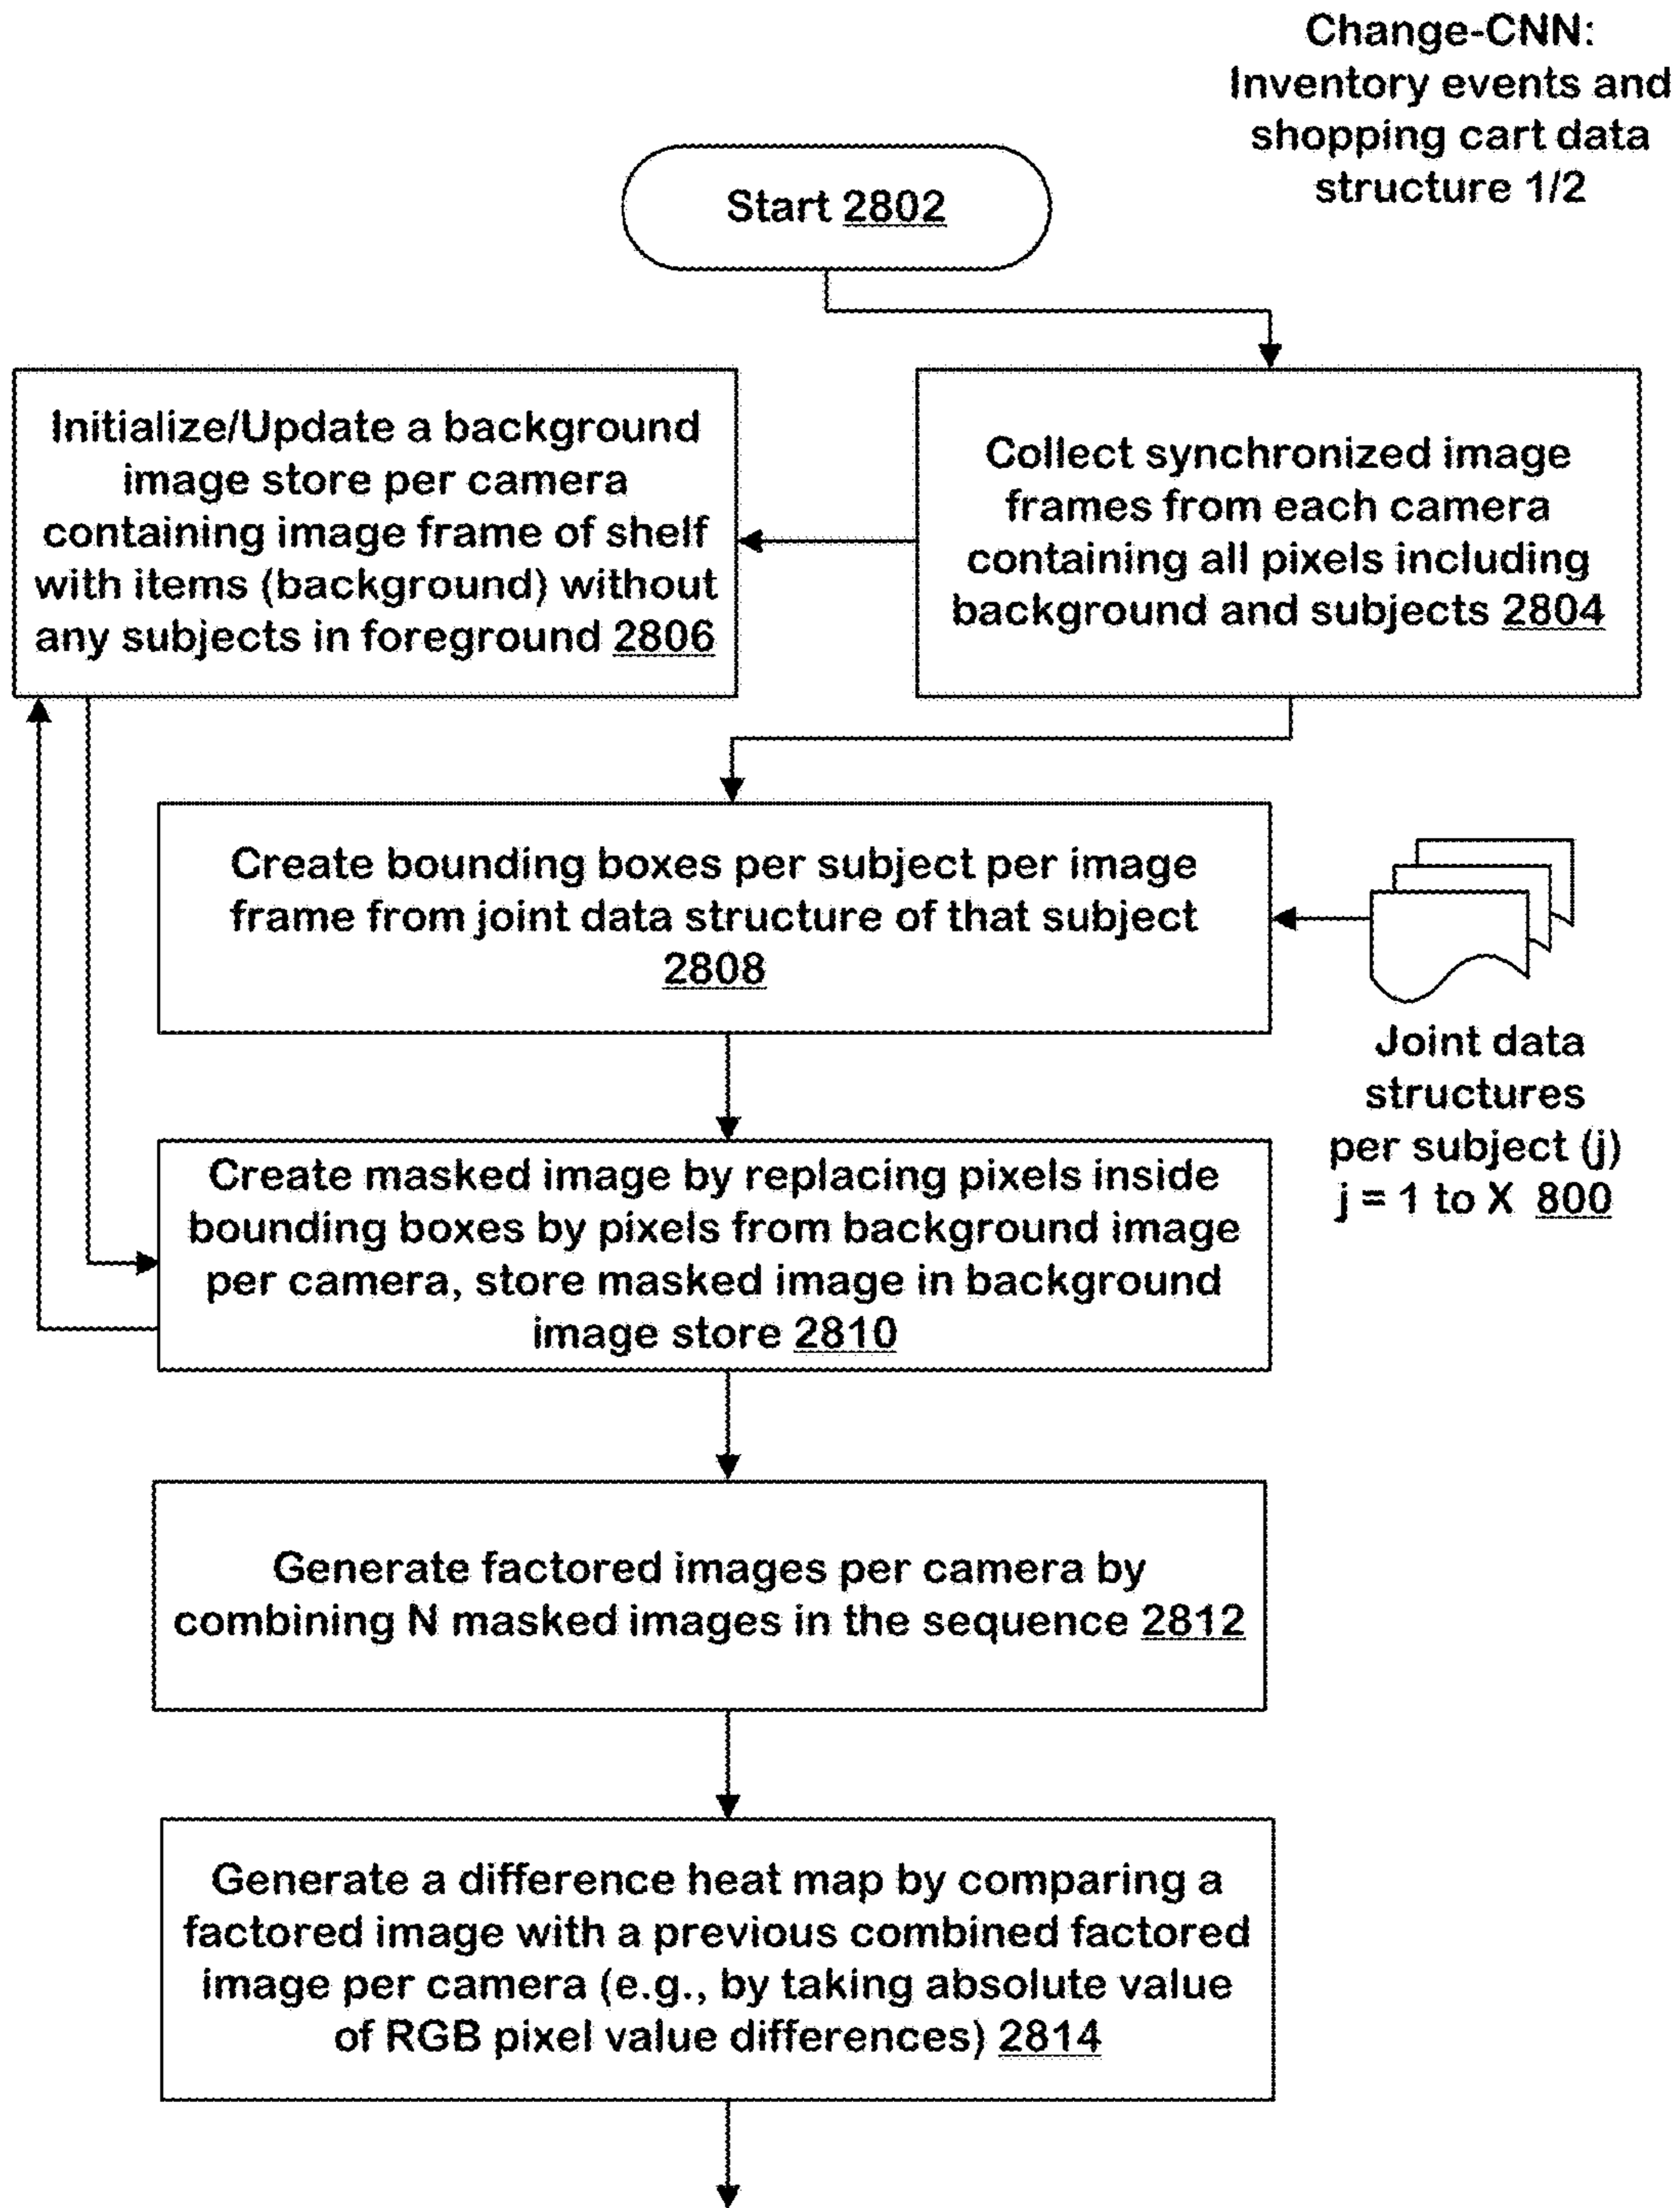 Change-CNN:
Inventory events and
shopping cart data
structure 1/2
Start 2802
Initialize/Update a background
image store per camera
containing image frame of shelf
with items (background) without
any subjects in foreground 2806
Collect synchronized image
frames from each camera
containing all pixels including
background and subjects 2804
Create bounding boxes per subject per image
frame from joint data structure of that subject
2808
Joint data
structures
per subject (j)
j = 1 to X 800
Create masked image by replacing pixels inside
bounding boxes by pixels from background image
per camera, store masked image in background
image store 2810
Generate factored images per camera by
combining N masked images in the sequence 2812
Generate a difference heat map by comparing a
factored image with a previous combined factored
image per camera (e.g., by taking absolute value
of RGB pixel value differences) 2814